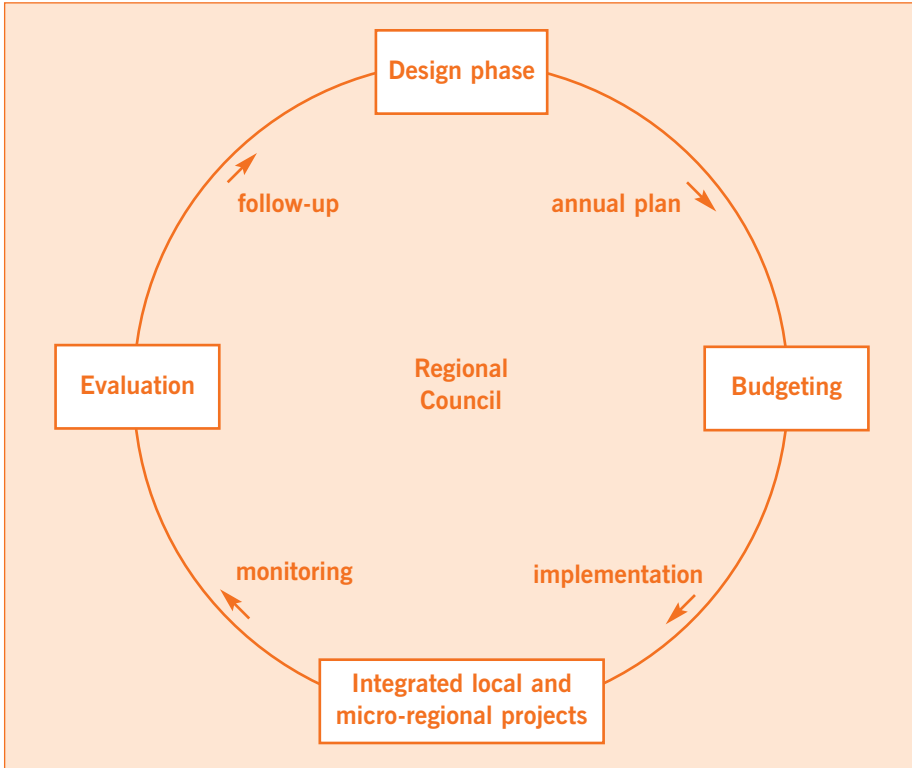 Design phase
follow-up
annual plan
Evaluation
Regional
Council
Budgeting
monitoring
implementation
Integrated local and
micro-regional projects